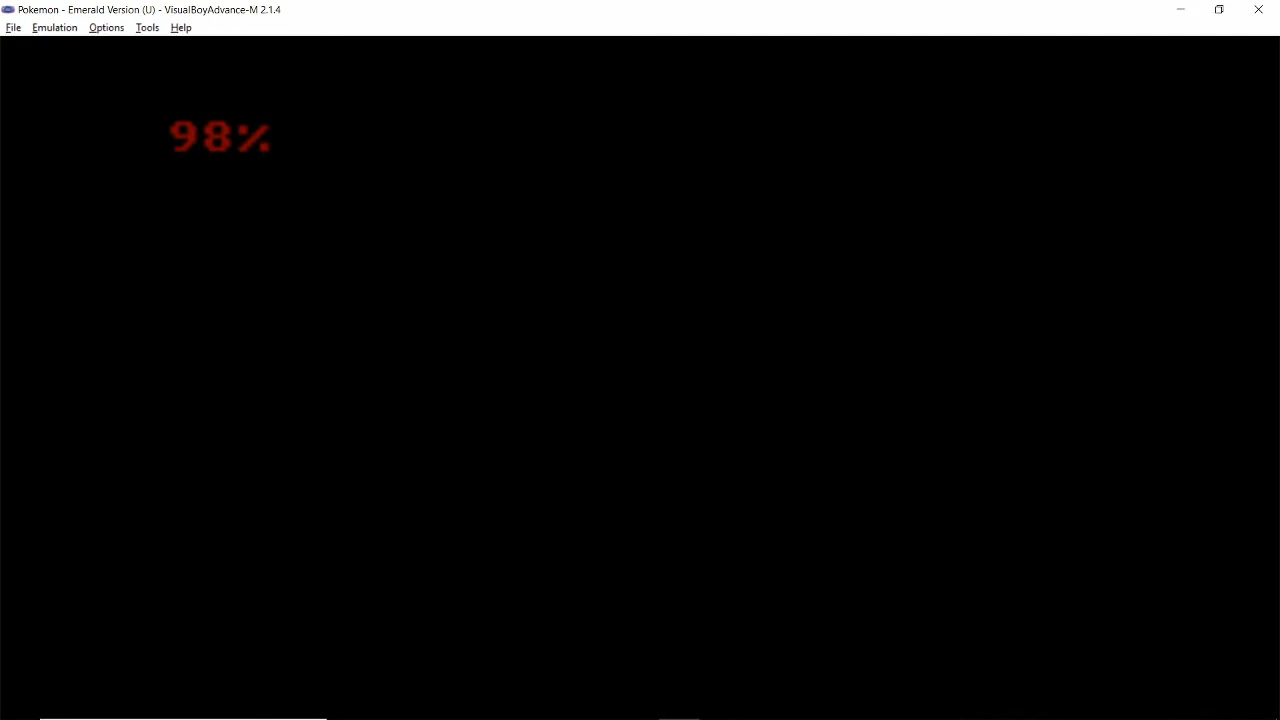 Pokemon - Emerald Version (U) - VisualBoyAdvance-M 2.1.4
File Emulation Options Tools Help
98%